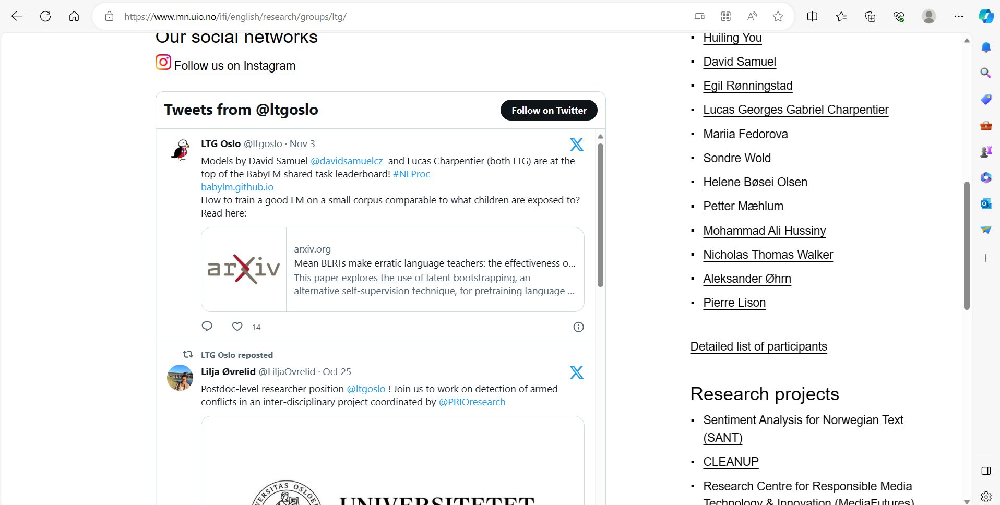 https://www.mn.uio.no/ifi/english/research/groups/ltg/
Our social networks
Follow us on Instagram
Tweets from @ltgoslo
Follow on Twitter
LTG Oslo @ltgoslo · Nov 3
Models by David Samuel @davidsamuelcz and Lucas Charpentier (both LTG) are at the
top of the BabyLM shared task leaderboard! #NLProc
babylm.github.io
How to train a good LM on a small corpus comparable to what children are exposed to?
Read here:
arXiv
arxiv.org
Mean BERTs make erratic language teachers: the effectiveness o...
This paper explores the use of latent bootstrapping, an
alternative self-supervision technique, for pretraining language ...
14
LTG Oslo reposted
Lilja Øvrelid @LiljaOvrelid · Oct 25
Postdoc-level researcher position @ltgoslo ! Join us to work on detection of armed
conflicts in an inter-disciplinary project coordinated by @PRIOresearch
UNIVERSITETET
Huiling You
David Samuel
Egil Rønningstad
Lucas Georges Gabriel Charpentier
Mariia Fedorova
Sondre Wold
Helene Bøsei Olsen
Petter Mæhlum
Mohammad Ali Hussiny
Nicholas Thomas Walker
Aleksander Øhrn
Pierre Lison
Detailed list of participants
Research projects
Sentiment Analysis for Norwegian Text
(SANT)
CLEANUP
Research Centre for Responsible Media
Technology & Innovation (MediaFutures)